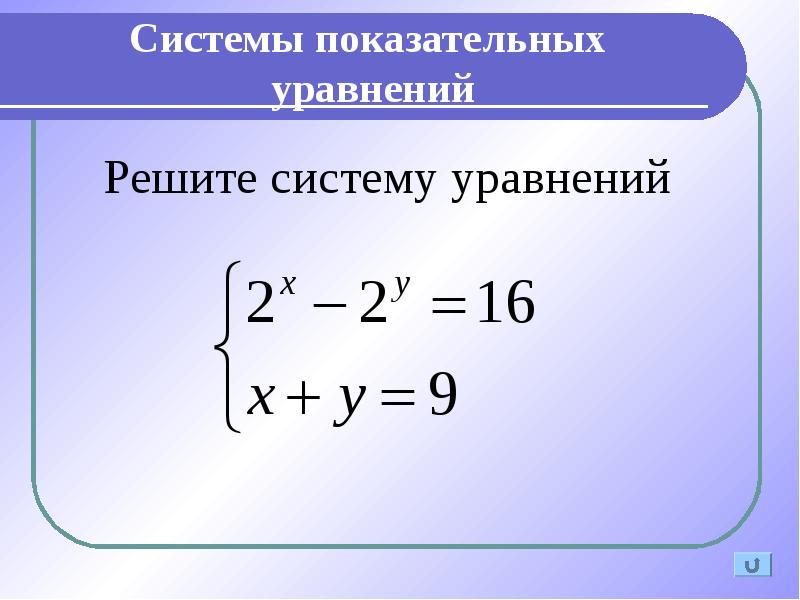 Системы показательных
уравнений
Решите систему уравнений
2^x − 2^y = 16
x + y = 9